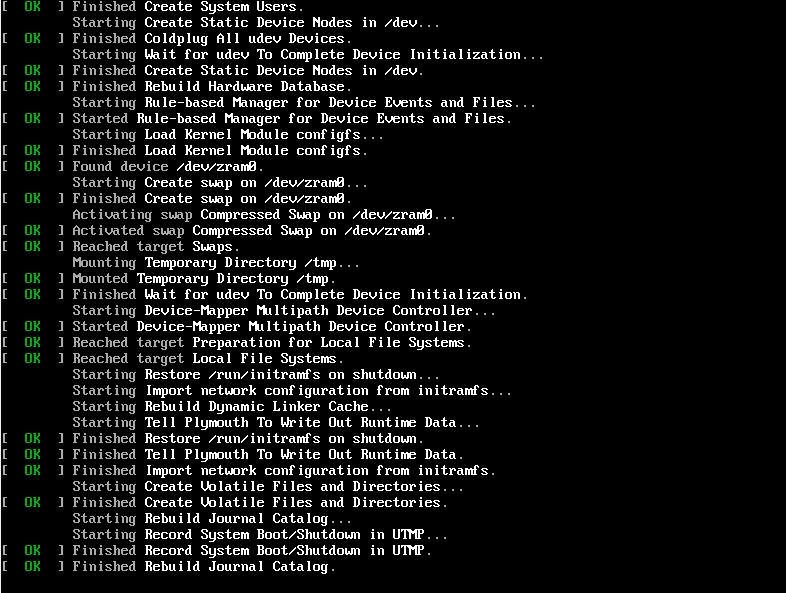 [  OK  ] Finished Create System Users.
         Starting Create Static Device Nodes in /dev...
[  OK  ] Finished Coldplug All udev Devices.
         Starting Wait for udev To Complete Device Initialization...
[  OK  ] Finished Create Static Device Nodes in /dev.
[  OK  ] Finished Rebuild Hardware Database.
         Starting Rule-based Manager for Device Events and Files...
[  OK  ] Started Rule-based Manager for Device Events and Files.
         Starting Load Kernel Module configfs...
[  OK  ] Finished Load Kernel Module configfs.
[  OK  ] Found device /dev/zram0.
         Starting Create swap on /dev/zram0...
[  OK  ] Finished Create swap on /dev/zram0.
         Activating swap Compressed Swap on /dev/zram0...
[  OK  ] Activated swap Compressed Swap on /dev/zram0.
[  OK  ] Reached target Swaps.
         Mounting Temporary Directory /tmp...
[  OK  ] Mounted Temporary Directory /tmp.
[  OK  ] Finished Wait for udev To Complete Device Initialization.
         Starting Device-Mapper Multipath Device Controller...
[  OK  ] Started Device-Mapper Multipath Device Controller.
[  OK  ] Reached target Preparation for Local File Systems.
[  OK  ] Reached target Local File Systems.
         Starting Restore /run/initramfs on shutdown...
         Starting Import network configuration from initramfs...
         Starting Rebuild Dynamic Linker Cache...
         Starting Tell Plymouth To Write Out Runtime Data...
[  OK  ] Finished Restore /run/initramfs on shutdown.
[  OK  ] Finished Tell Plymouth To Write Out Runtime Data.
[  OK  ] Finished Import network configuration from initramfs.
         Starting Create Volatile Files and Directories...
[  OK  ] Finished Create Volatile Files and Directories.
         Starting Rebuild Journal Catalog...
         Starting Record System Boot/Shutdown in UTMP...
[  OK  ] Finished Record System Boot/Shutdown in UTMP.
[  OK  ] Finished Rebuild Journal Catalog.